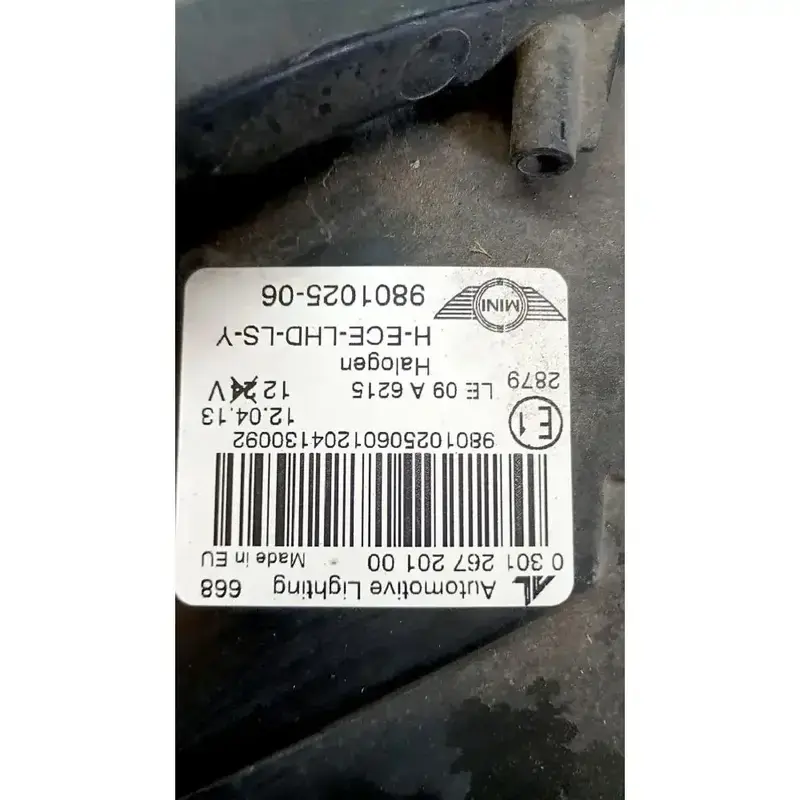 AL Automotive Lighting 668
0 301 267 201 00 Made in EU
98010250601204130092
E1 12.04.13
LE 09 A 6215 12 24 V
2879 Halogen
H-ECE-LHD-LS-Y
MINI 9801025-06